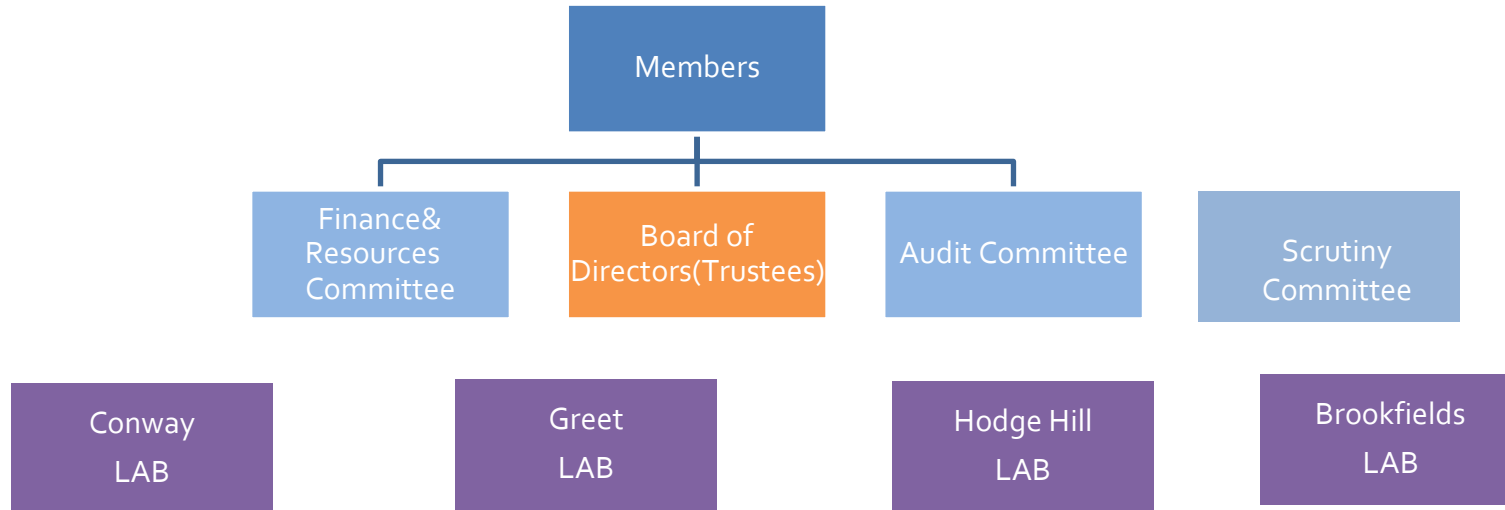 Members
Finance&
Resources
Committee
Board of
Directors(Trustees)
Audit Committee
Scrutiny
Committee
Conway
LAB
Greet
LAB
Hodge Hill
LAB
Brookfields
LAB